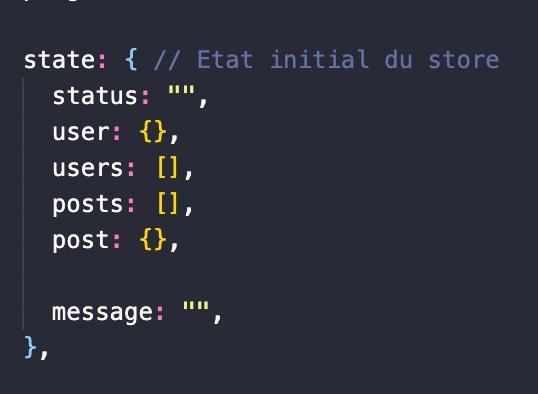 state: { // Etat initial du store
status: "",
user: {},
users: [],
posts: [],
post: {},
message: "",
},